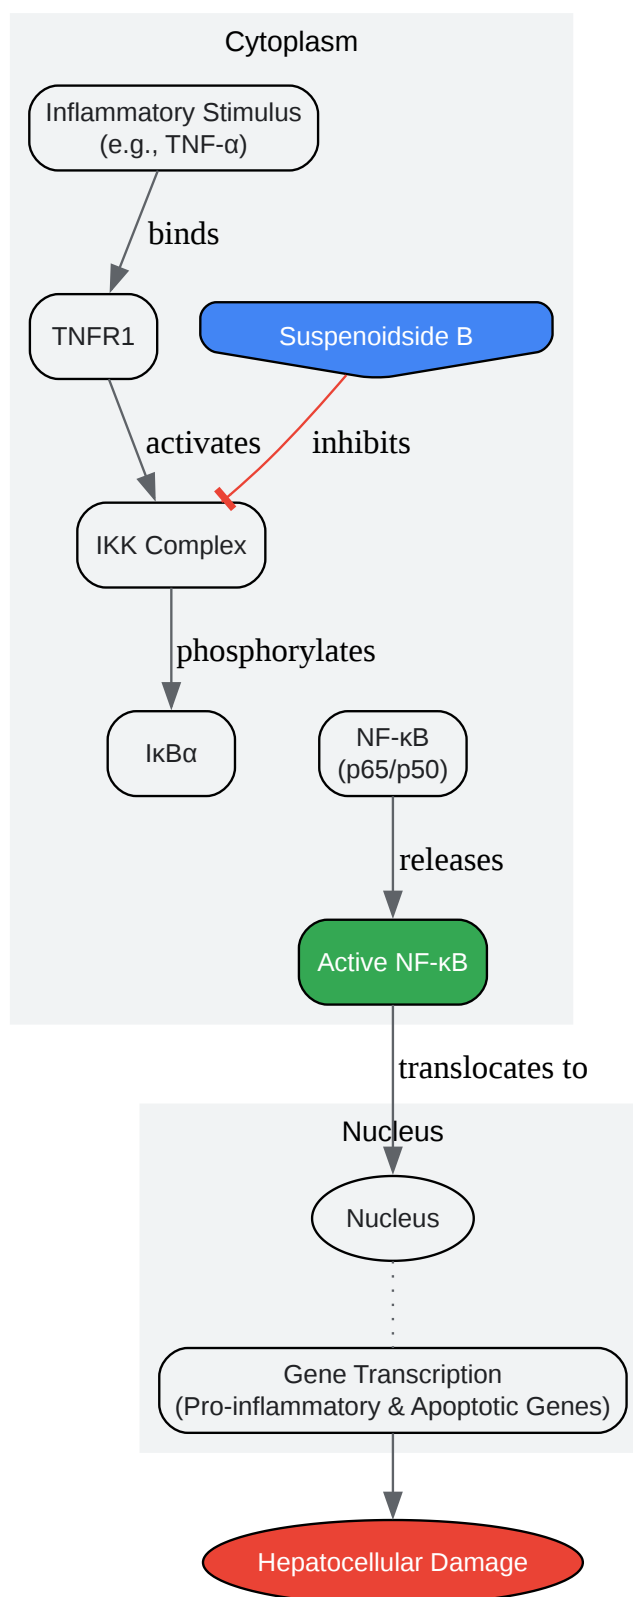 Cytoplasm
Inflammatory Stimulus
(e.g., TNF-α)
binds
TNFR1
Suspenoidside B
activates
inhibits
IKK Complex
phosphorylates
IκBα
NF-κB
(p65/p50)
releases
Active NF-κB
translocates to
Nucleus
Nucleus
Gene Transcription
(Pro-inflammatory & Apoptotic Genes)
Hepatocellular Damage